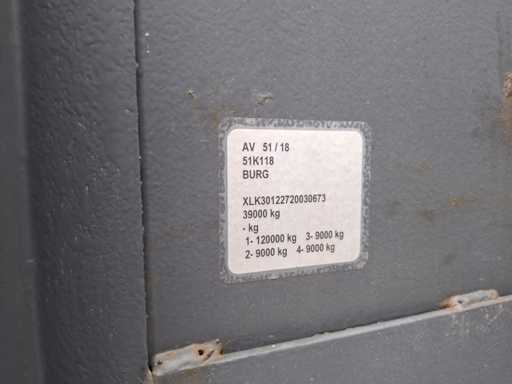 AV 51 / 18
51K118
BURG
XLK30122720030673
39000 kg
- kg
1- 120000 kg 3- 9000 kg
2- 9000 kg 4- 9000 kg